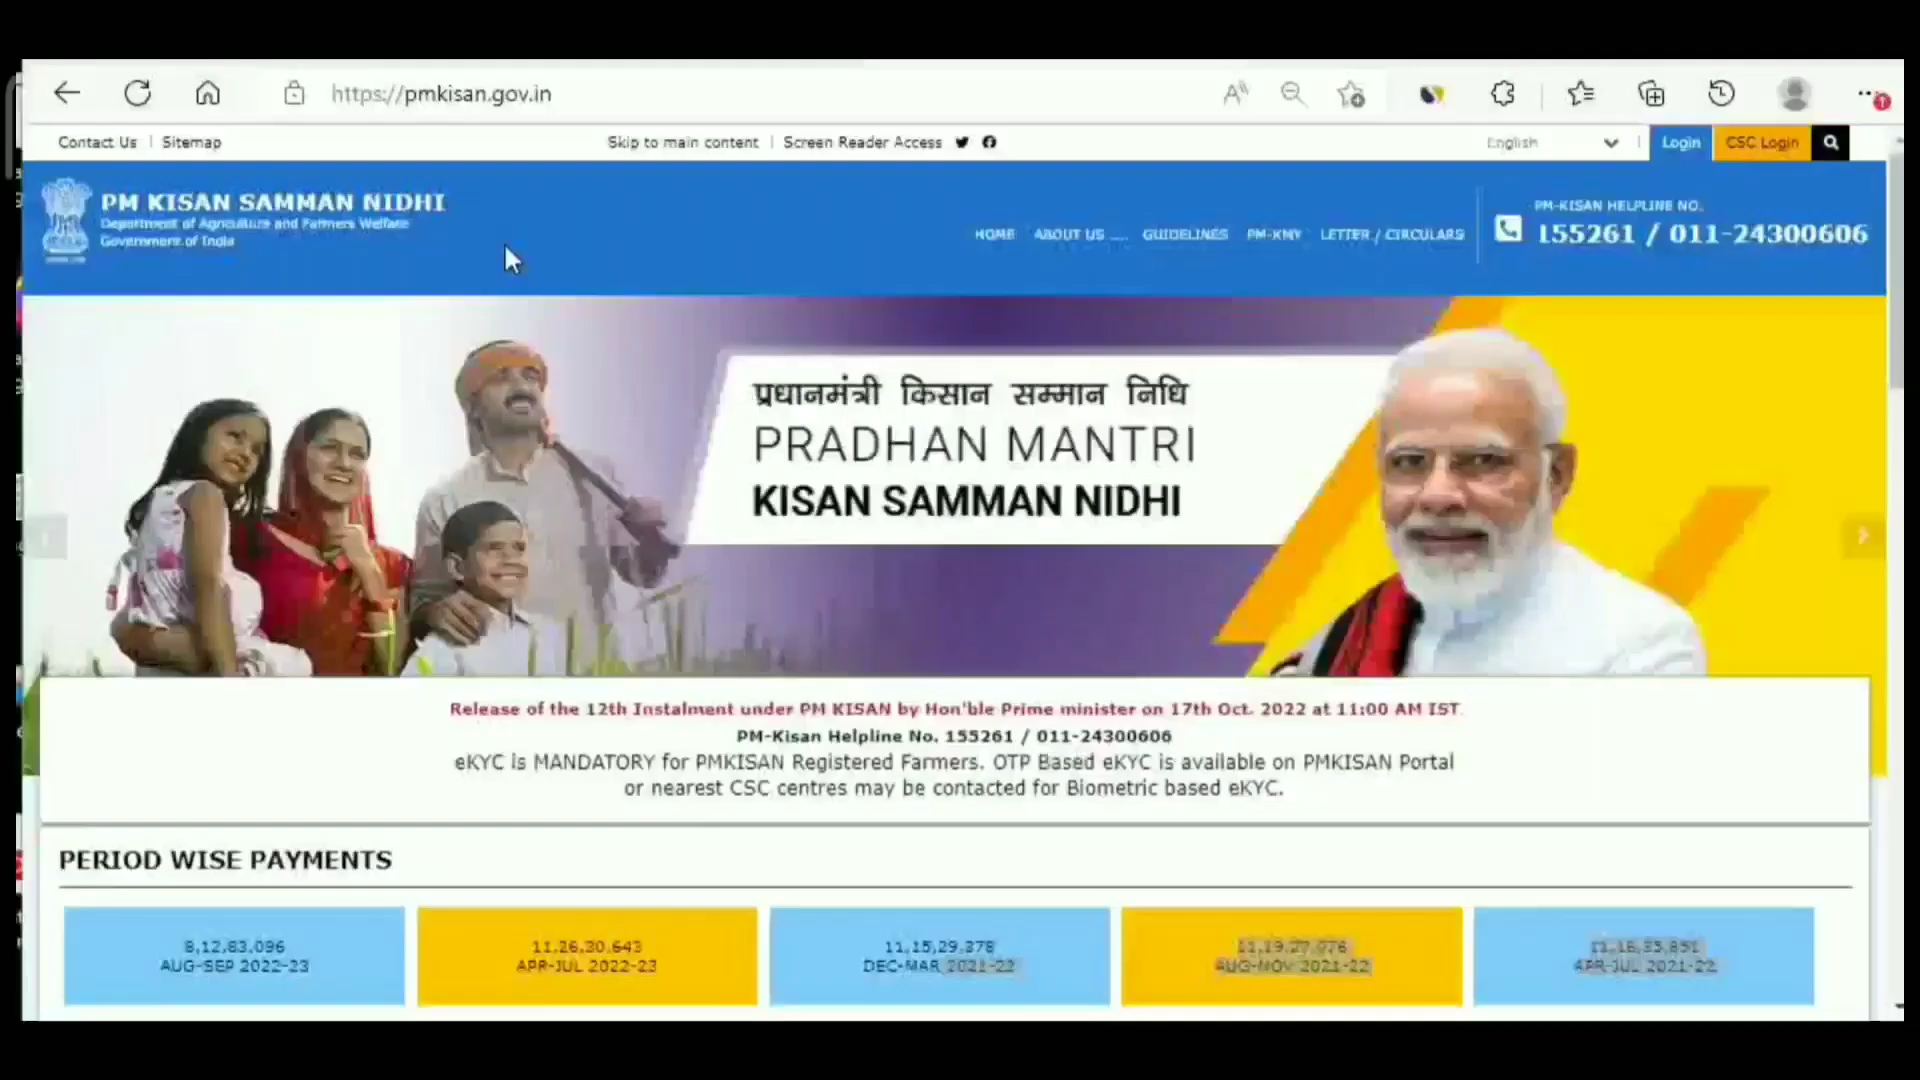 https://pmkisan.gov.in
Contact Us | Sitemap
Skip to main content | Screen Reader Access
English
Login
CSC Login
PM KISAN SAMMAN NIDHI
Department of Agriculture and Farmers Welfare
Government of India
HOME ABOUT US .... GUIDELINES PM-KMY LETTER / CIRCULARS
PM-KISAN HELPLINE NO.
155261 / 011-24300606
प्रधानमंत्री किसान सम्मान निधि
PRADHAN MANTRI
KISAN SAMMAN NIDHI
Release of the 12th Instalment under PM KISAN by Hon'ble Prime minister on 17th Oct. 2022 at 11:00 AM IST
PM-Kisan Helpline No. 155261 / 011-24300606
eKYC is MANDATORY for PMKISAN Registered Farmers. OTP Based eKYC is available on PMKISAN Portal
or nearest CSC centres may be contacted for Biometric based eKYC.
PERIOD WISE PAYMENTS
8,12,83,096
AUG-SEP 2022-23
11,26,30,643
APR-JUL 2022-23
11,15,29,378
DEC-MAR 2021-22
AUG-NOV 2021-22
APR-JUL 2021-22